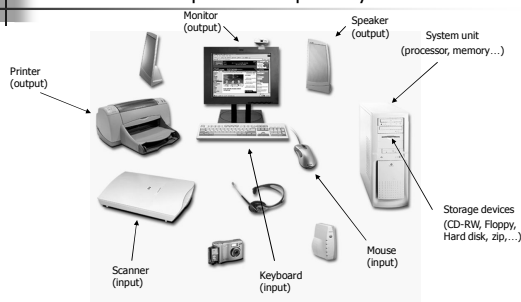 Monitor
(output)
Speaker
(output)
System unit
(processor, memory…)
Printer
(output)
Storage devices
(CD-RW, Floppy,
Hard disk, zip,…)
Mouse
(input)
Scanner
(input)
Keyboard
(input)